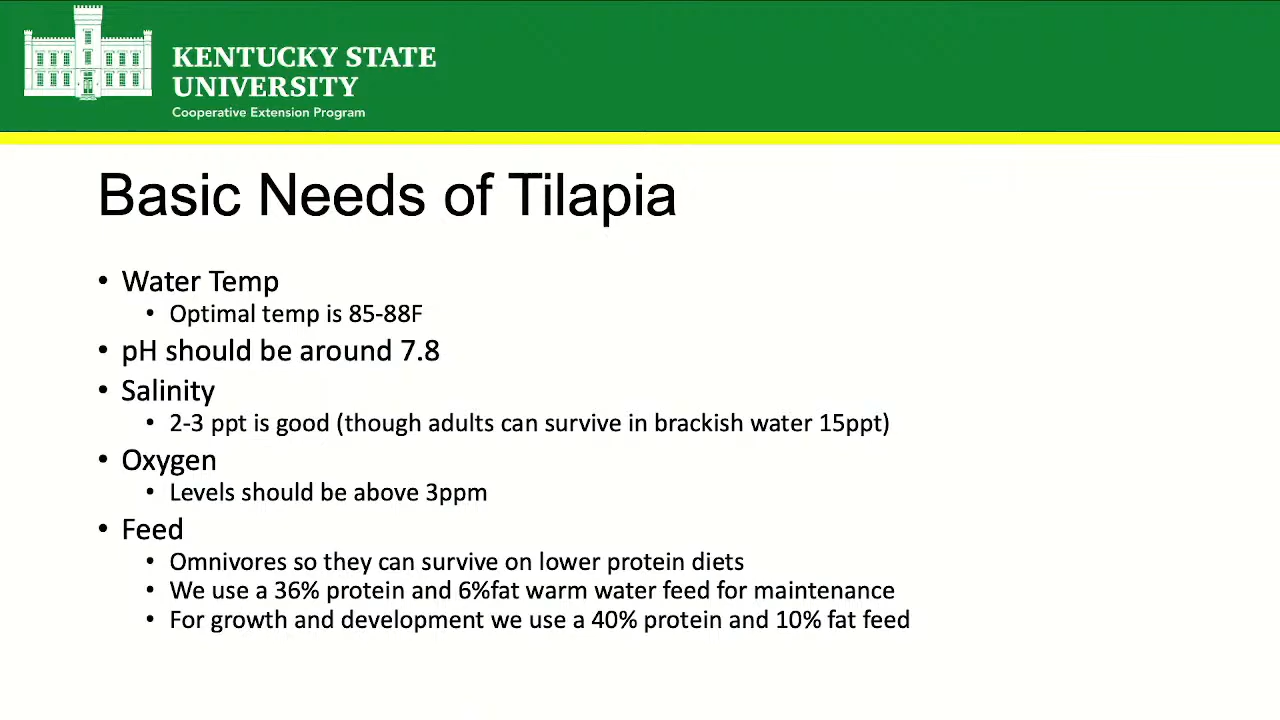 KENTUCKY STATE
UNIVERSITY
Cooperative Extension Program
Basic Needs of Tilapia
• Water Temp
• Optimal temp is 85-88F
• pH should be around 7.8
• Salinity
• 2-3 ppt is good (though adults can survive in brackish water 15ppt)
• Oxygen
• Levels should be above 3ppm
• Feed
• Omnivores so they can survive on lower protein diets
• We use a 36% protein and 6%fat warm water feed for maintenance
• For growth and development we use a 40% protein and 10% fat feed